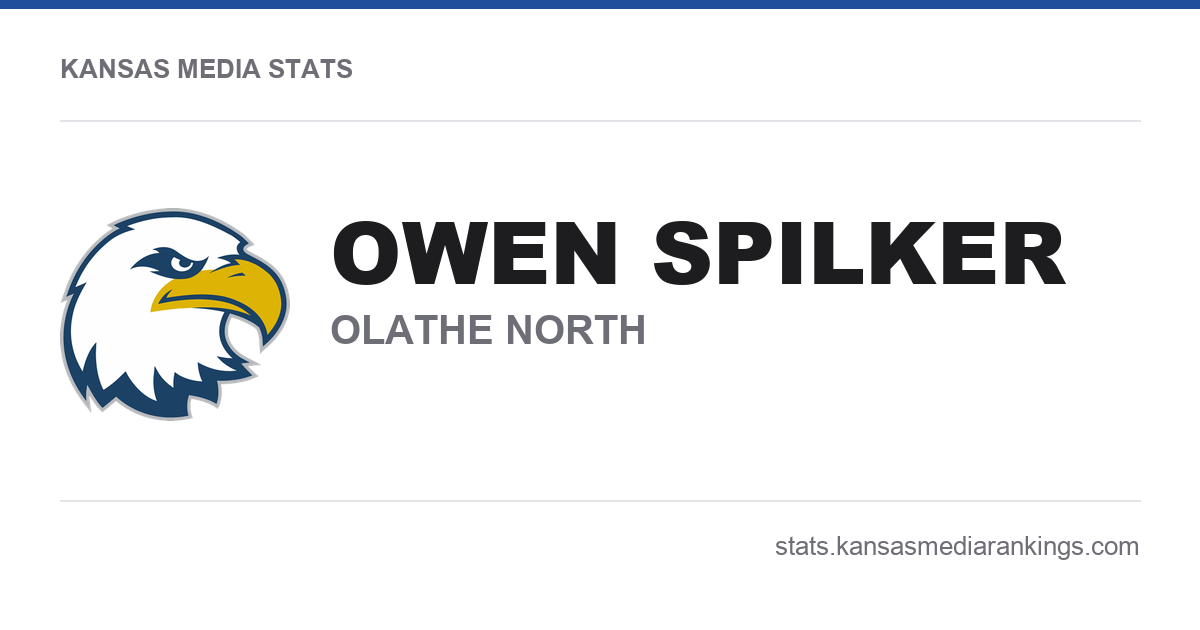 KANSAS MEDIA STATS
OWEN SPILKER
OLATHE NORTH
stats.kansasmediarankings.com